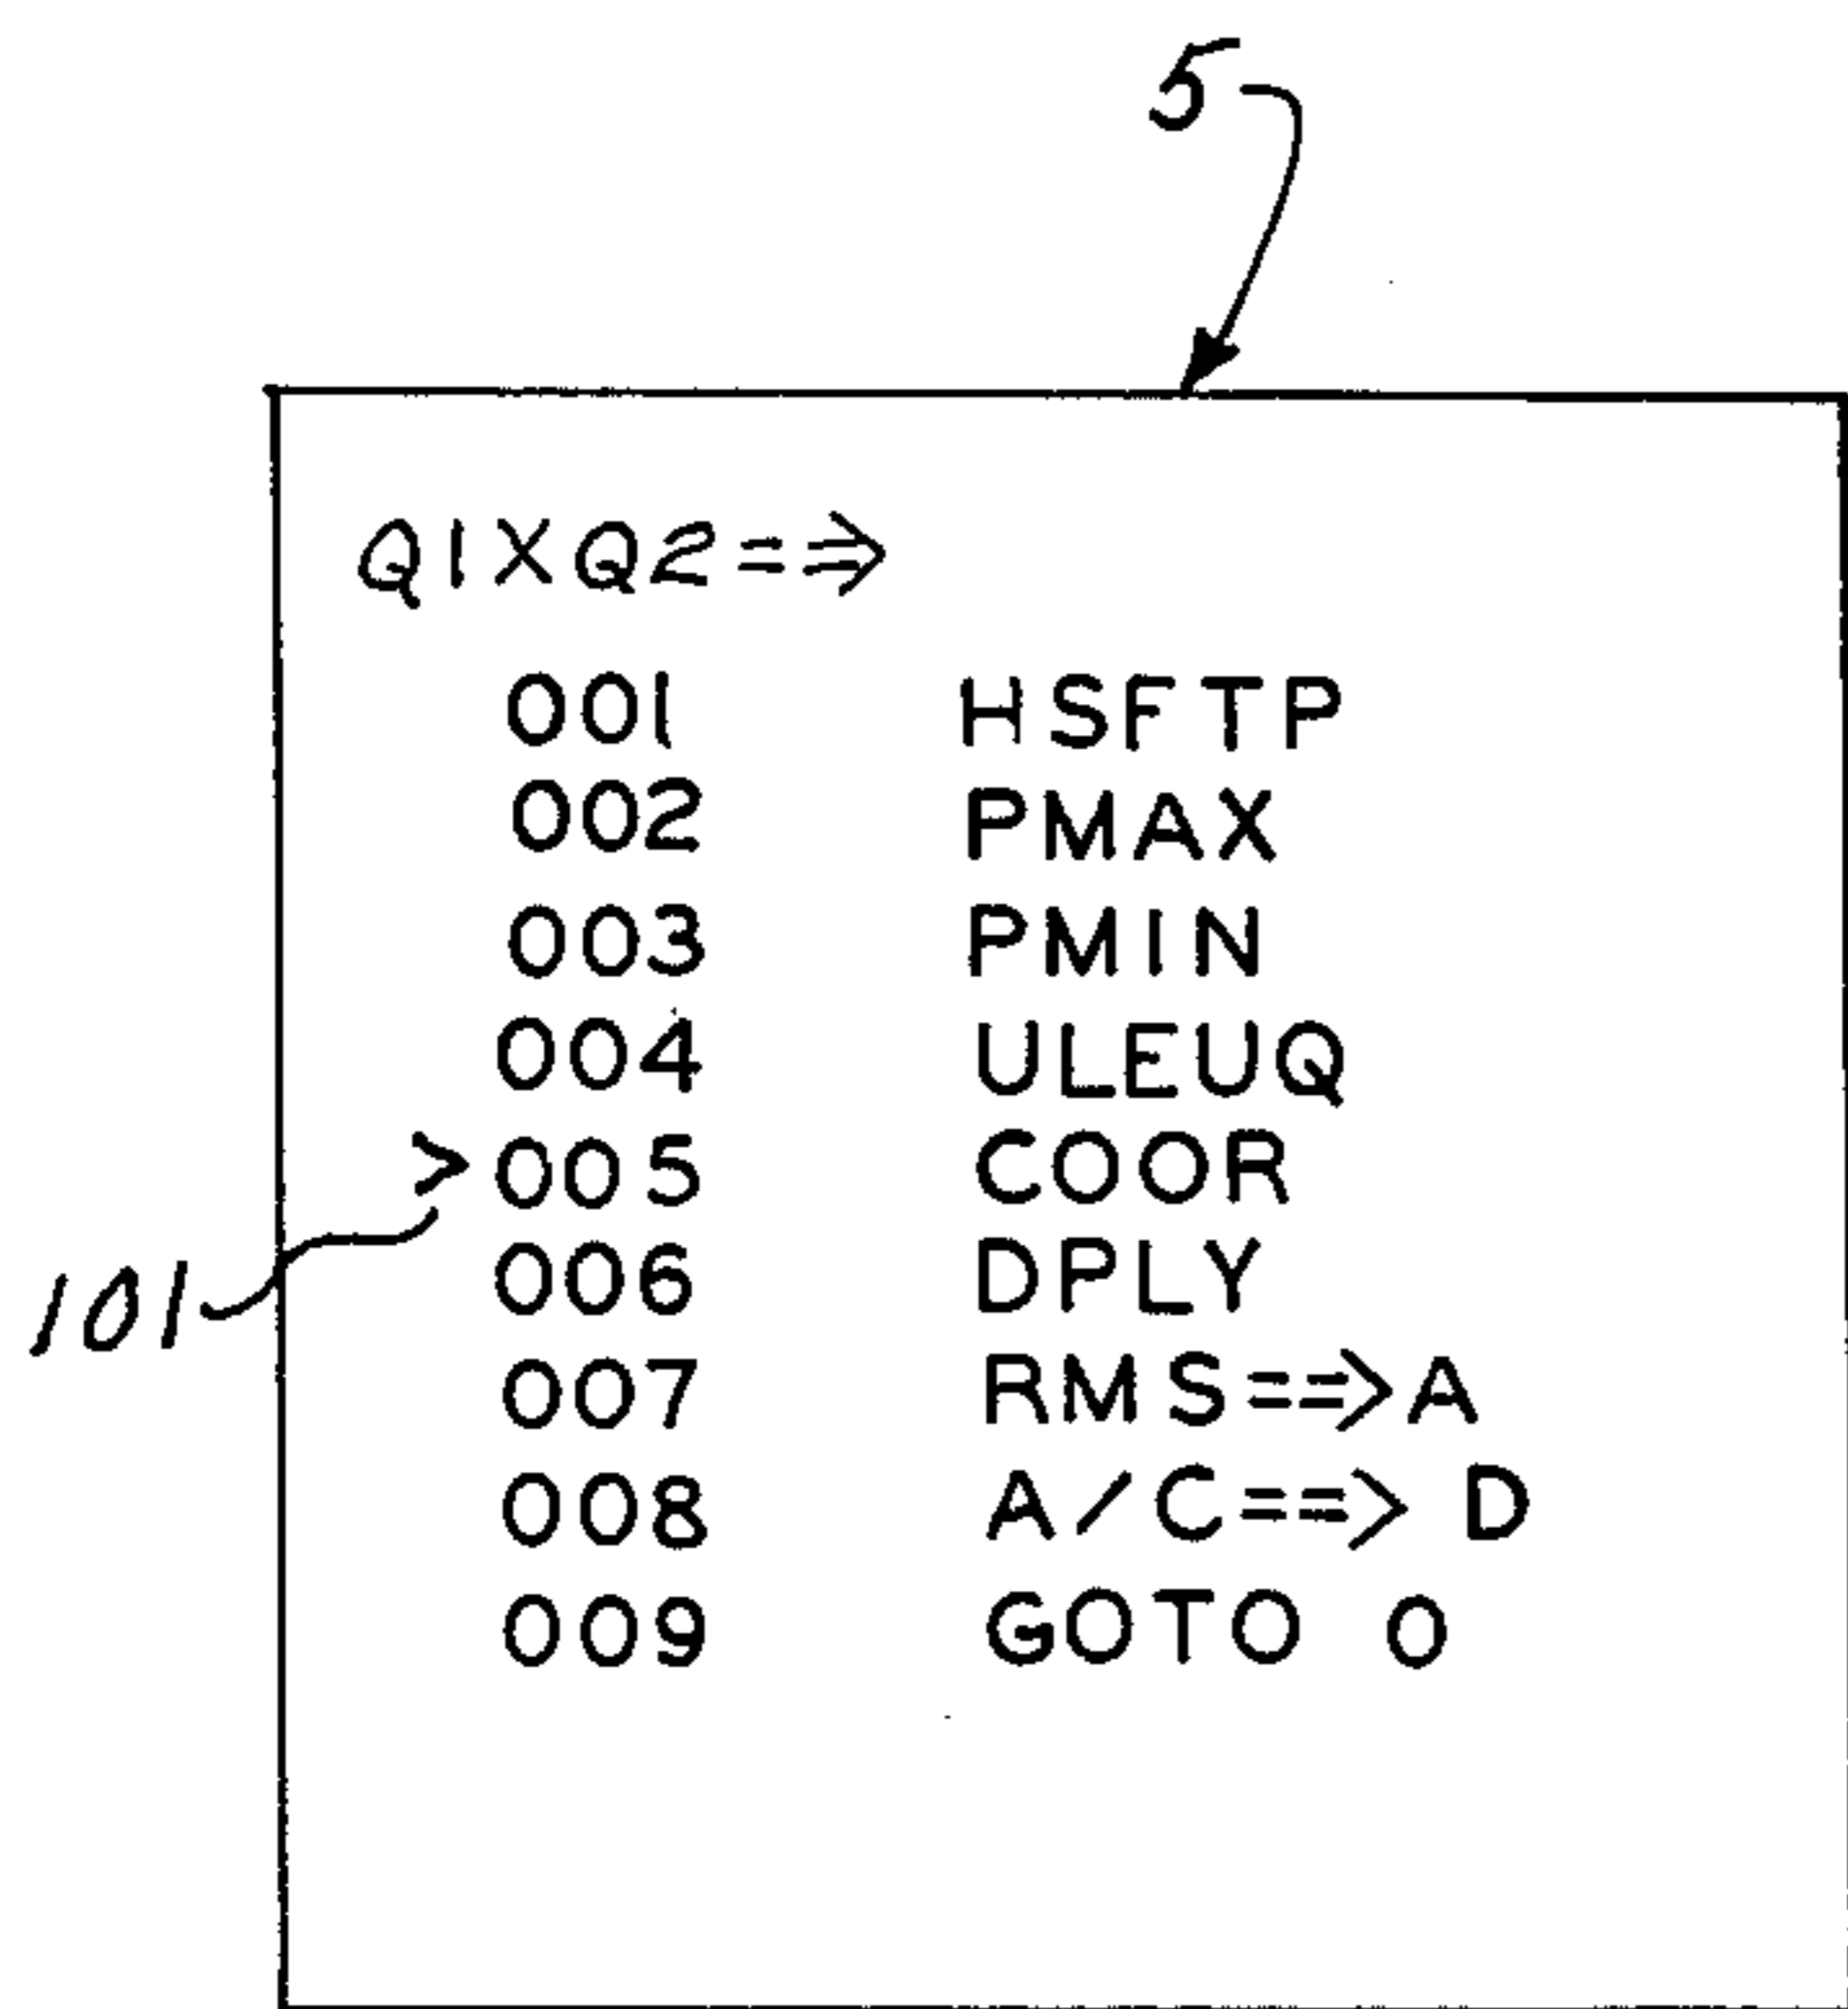 5
Q1XQ2==>
001 HSFTP
002 PMAX
003 PMIN
004 ULEUQ
>005 COOR
101
006 DPLY
007 RMS==>A
008 A/C==> D
009 GOTO 0